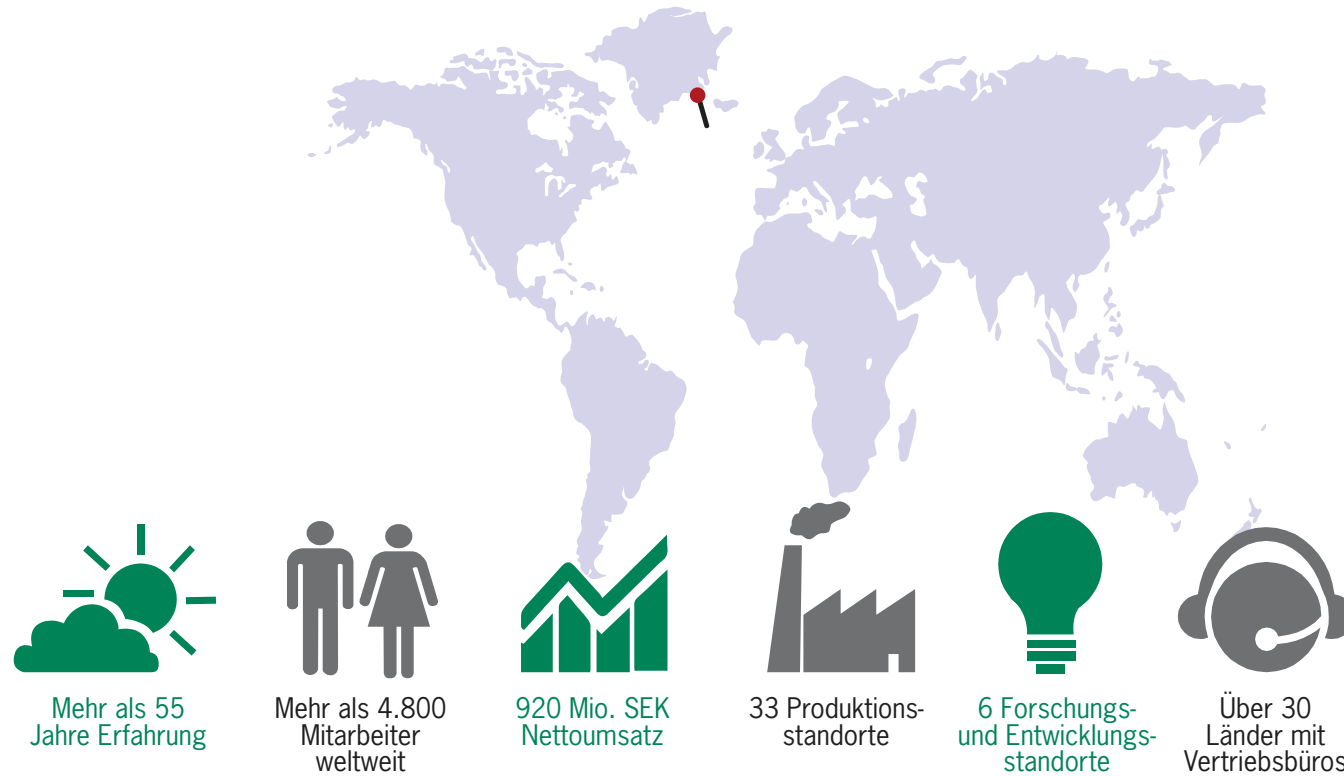 Mehr als 55
Jahre Erfahrung
Mehr als 4.800
Mitarbeiter
weltweit
920 Mio. SEK
Nettoumsatz
33 Produktions-
standorte
6 Forschungs-
und Entwicklungs-
standorte
Über 30
Länder mit
Vertriebsbüros